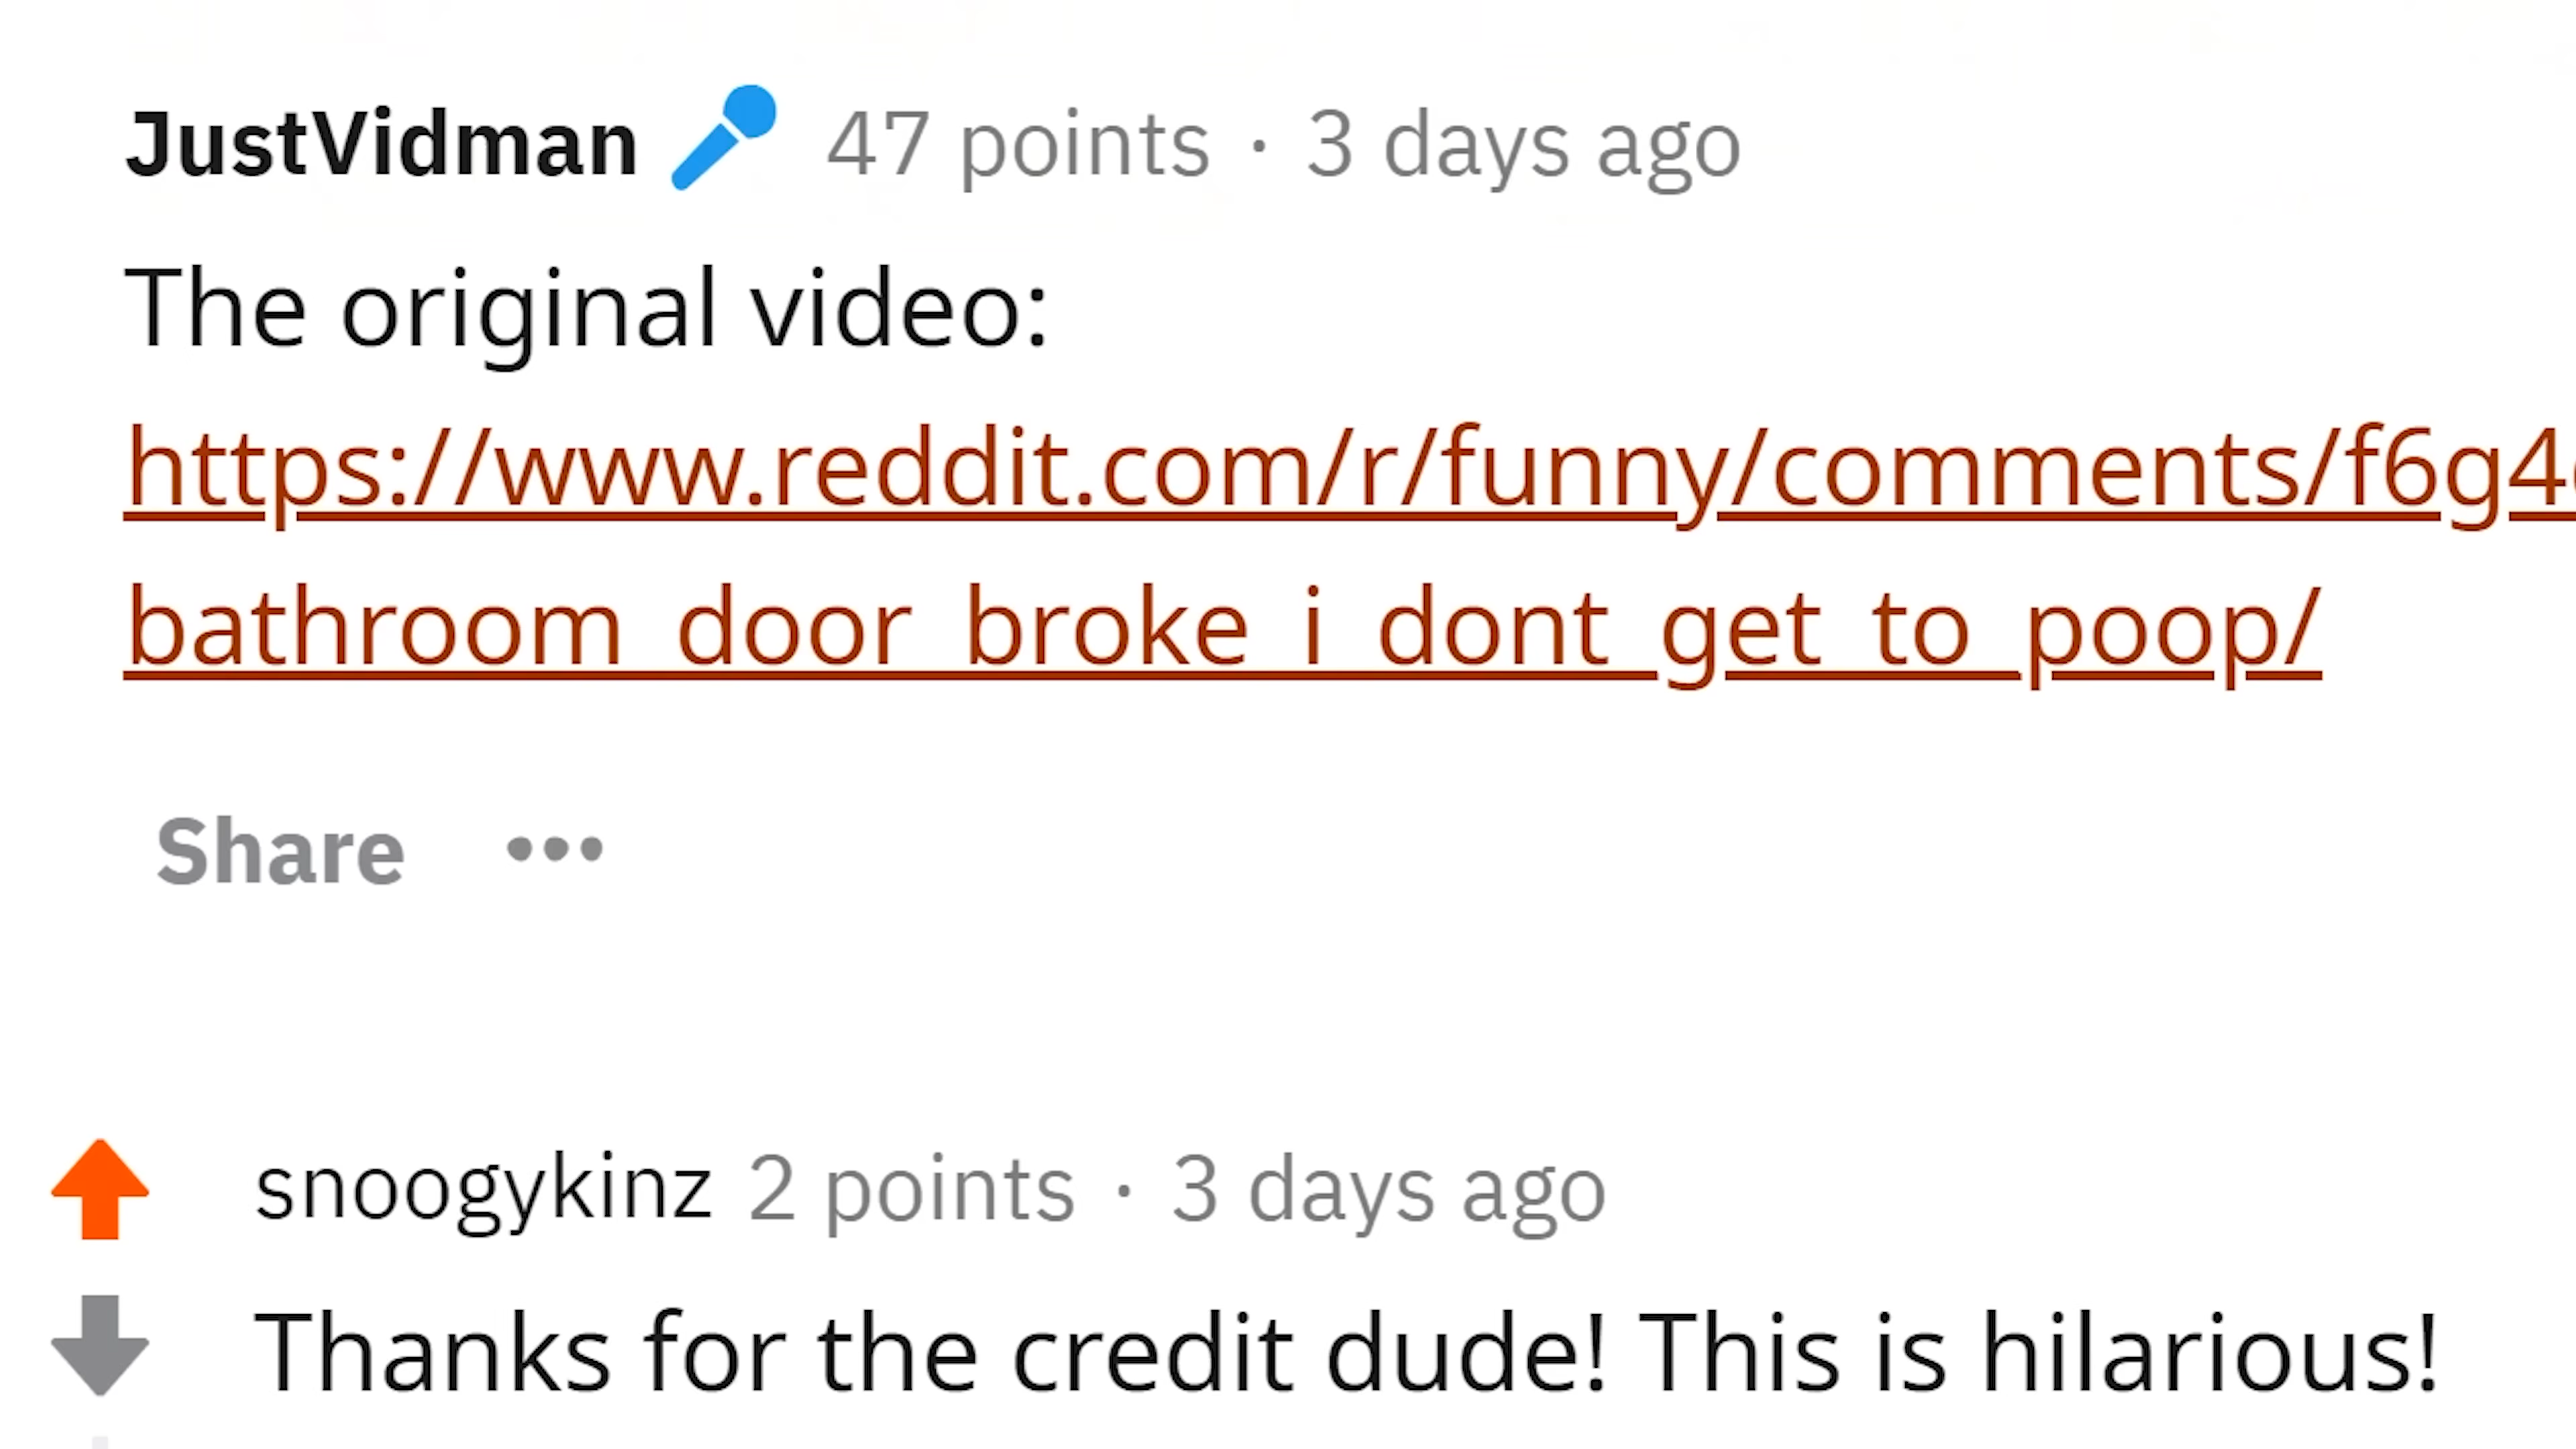 JustVidman 47 points · 3 days ago
The original video:
https://www.reddit.com/r/funny/comments/f6g4
bathroom_door_broke_i_dont_get_to_poop/
Share •••
snoogykinz 2 points · 3 days ago
Thanks for the credit dude! This is hilarious!